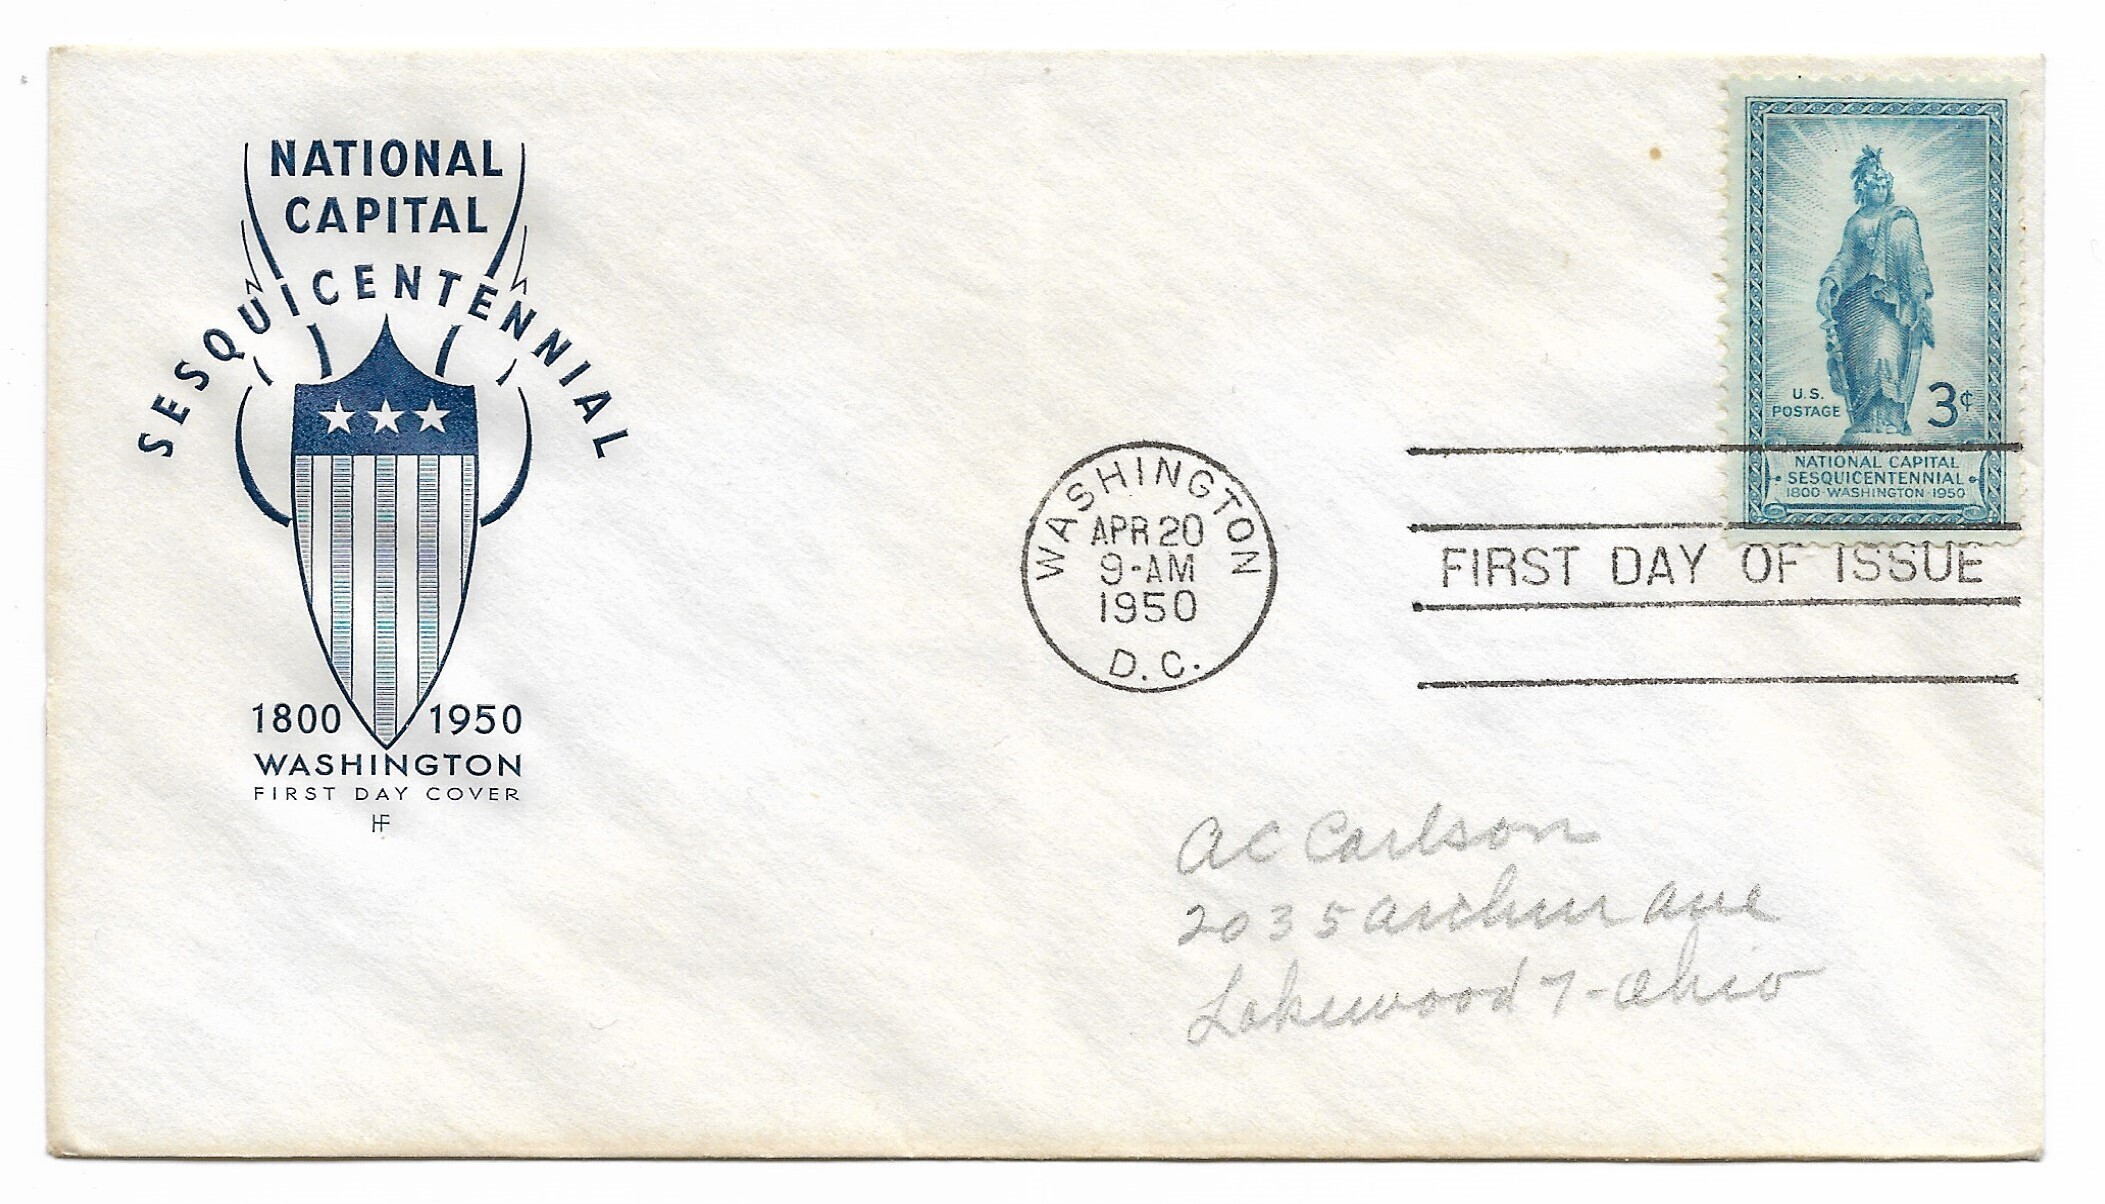 NATIONAL
CAPITAL
SESQUICENTENNIAL
1800 1950
WASHINGTON
FIRST DAY COVER
HF
U.S.
POSTAGE
3¢
NATIONAL CAPITAL
SESQUICENTENNIAL
1800·WASHINGTON·1950
WASHINGTON
APR 20
9-AM
1950
D.C.
FIRST DAY OF ISSUE
AC Carlson
2035 Arthur Ave
Lakewood 7-Ohio